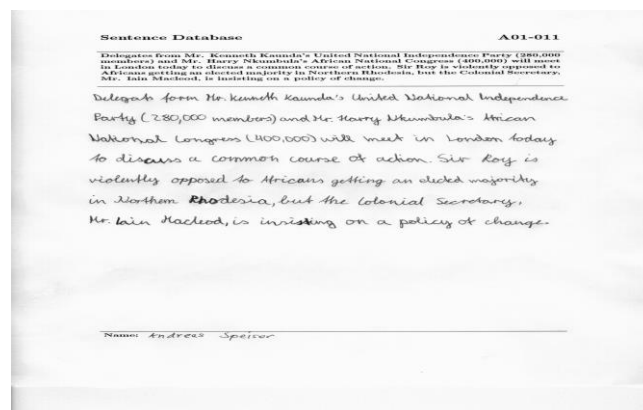 Sentence Database A01-011
Delegates from Mr. Kenneth Kaunda's United National Independence Party (280,000
members) and Mr. Harry Nkumbula's African National Congress (400,000) will meet
in London today to discuss a common course of action. Sir Roy is violently opposed to
Africans getting an elected majority in Northern Rhodesia, but the Colonial Secretary,
Mr. Iain Macleod, is insisting on a policy of change.
Delegats form Mr. Kenneth Kaunda's United National Independence
Party (280,000 members) and Mr. Harry Nkumbula's African
National Congress (400,000) will meet in London today
to discuss a common course of action. Sir Roy is
violently opposed to Africans getting an elected majority
in Northern Rhodesia, but the Colonial Secretary,
Mr. Iain Macleod, is insisting on a policy of change.
Name: Andreas Speiser